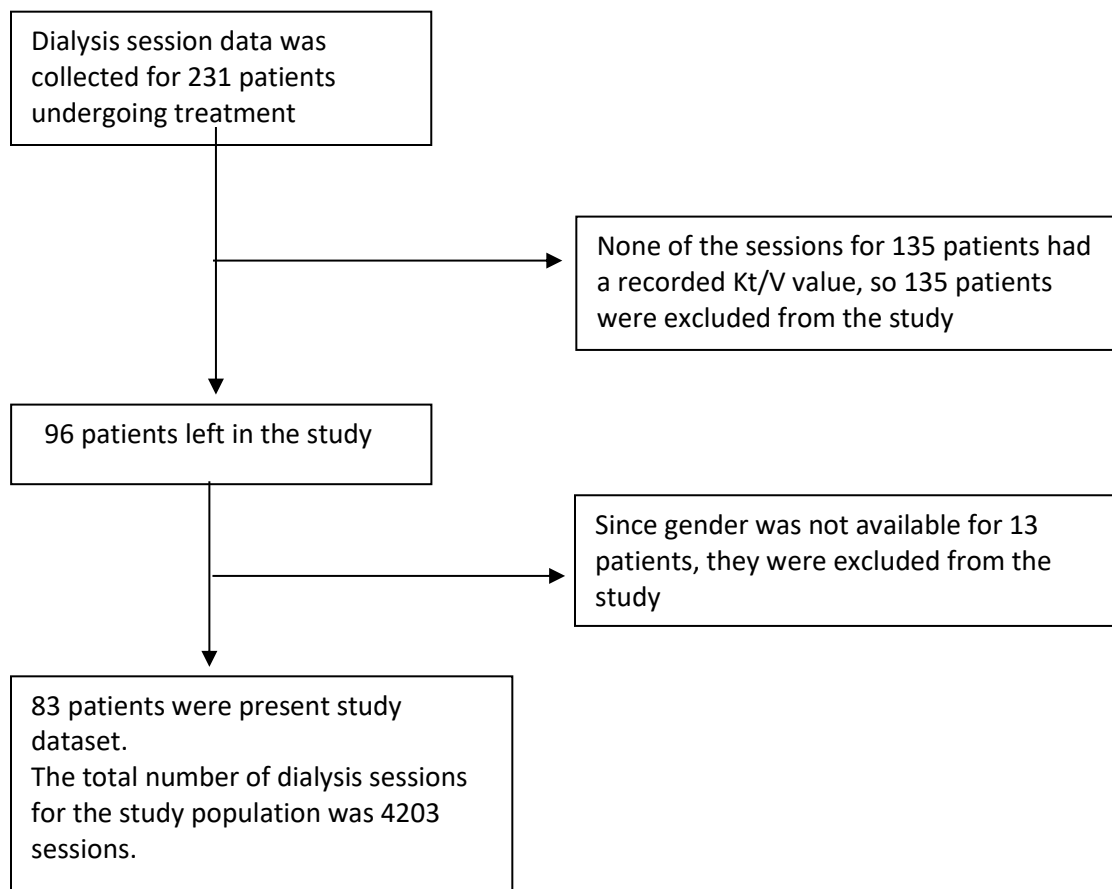 Dialysis session data was
collected for 231 patients
undergoing treatment
None of the sessions for 135 patients had
a recorded Kt/V value, so 135 patients
were excluded from the study
96 patients left in the study
Since gender was not available for 13
patients, they were excluded from the
study
83 patients were present study
dataset.
The total number of dialysis sessions
for the study population was 4203
sessions.